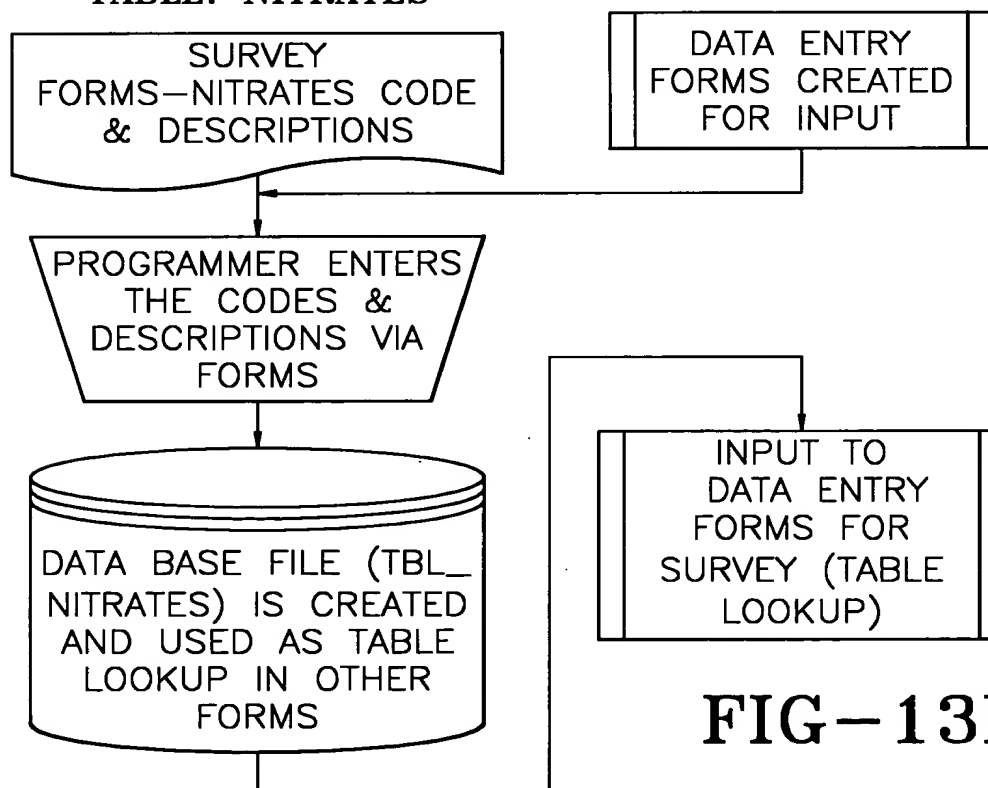 TABLE: NITRATES
SURVEY
FORMS-NITRATES CODE
& DESCRIPTIONS
DATA ENTRY
FORMS CREATED
FOR INPUT
PROGRAMMER ENTERS
THE CODES &
DESCRIPTIONS VIA
FORMS
DATA BASE FILE (TBL_
NITRATES) IS CREATED
AND USED AS TABLE
LOOKUP IN OTHER
FORMS
INPUT TO
DATA ENTRY
FORMS FOR
SURVEY (TABLE
LOOKUP)